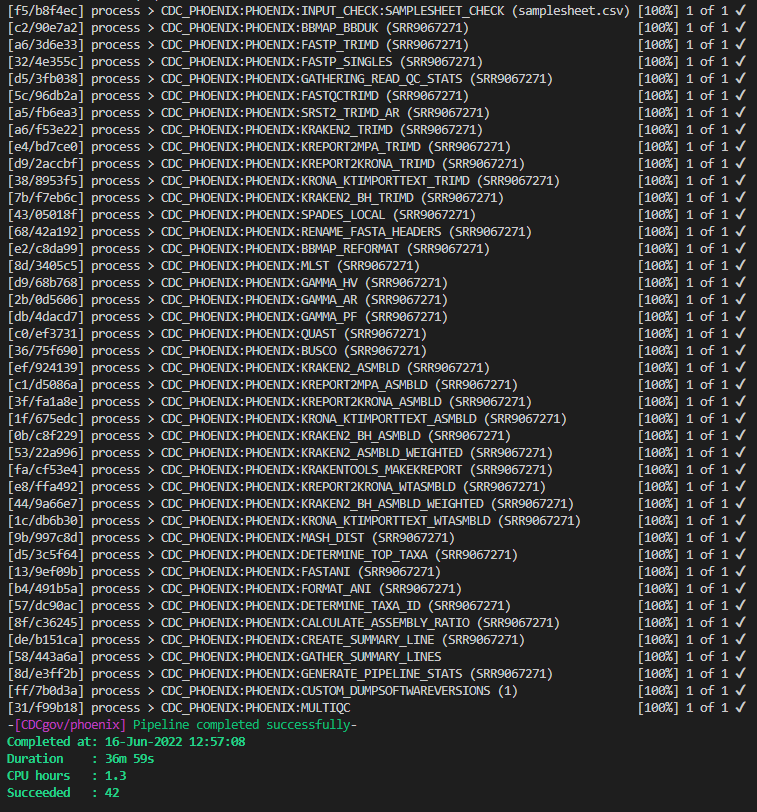 [f5/b8f4ec] process > CDC_PHOENIX:PHOENIX:INPUT_CHECK:SAMPLESHEET_CHECK (samplesheet.csv) [100%] 1 of 1 ✔
[c2/90e7a2] process > CDC_PHOENIX:PHOENIX:BBMAP_BBDUK (SRR9067271) [100%] 1 of 1 ✔
[a6/3d6e33] process > CDC_PHOENIX:PHOENIX:FASTP_TRIMD (SRR9067271) [100%] 1 of 1 ✔
[32/4e355c] process > CDC_PHOENIX:PHOENIX:FASTP_SINGLES (SRR9067271) [100%] 1 of 1 ✔
[d5/3fb038] process > CDC_PHOENIX:PHOENIX:GATHERING_READ_QC_STATS (SRR9067271) [100%] 1 of 1 ✔
[5c/96db2a] process > CDC_PHOENIX:PHOENIX:FASTQCTRIMD (SRR9067271) [100%] 1 of 1 ✔
[a5/fb6ea3] process > CDC_PHOENIX:PHOENIX:SRST2_TRIMD_AR (SRR9067271) [100%] 1 of 1 ✔
[a6/f53e22] process > CDC_PHOENIX:PHOENIX:KRAKEN2_TRIMD (SRR9067271) [100%] 1 of 1 ✔
[e4/bd7ce0] process > CDC_PHOENIX:PHOENIX:KREPORT2MPA_TRIMD (SRR9067271) [100%] 1 of 1 ✔
[d9/2accbf] process > CDC_PHOENIX:PHOENIX:KREPORT2KRONA_TRIMD (SRR9067271) [100%] 1 of 1 ✔
[38/8953f5] process > CDC_PHOENIX:PHOENIX:KRONA_KTIMPORTTEXT_TRIMD (SRR9067271) [100%] 1 of 1 ✔
[7b/f7eb6c] process > CDC_PHOENIX:PHOENIX:KRAKEN2_BH_TRIMD (SRR9067271) [100%] 1 of 1 ✔
[43/05018f] process > CDC_PHOENIX:PHOENIX:SPADES_LOCAL (SRR9067271) [100%] 1 of 1 ✔
[68/42a192] process > CDC_PHOENIX:PHOENIX:RENAME_FASTA_HEADERS (SRR9067271) [100%] 1 of 1 ✔
[e2/c8da99] process > CDC_PHOENIX:PHOENIX:BBMAP_REFORMAT (SRR9067271) [100%] 1 of 1 ✔
[8d/3405c5] process > CDC_PHOENIX:PHOENIX:MLST (SRR9067271) [100%] 1 of 1 ✔
[d9/68b768] process > CDC_PHOENIX:PHOENIX:GAMMA_HV (SRR9067271) [100%] 1 of 1 ✔
[2b/0d5606] process > CDC_PHOENIX:PHOENIX:GAMMA_AR (SRR9067271) [100%] 1 of 1 ✔
[db/4dacd7] process > CDC_PHOENIX:PHOENIX:GAMMA_PF (SRR9067271) [100%] 1 of 1 ✔
[c0/ef3731] process > CDC_PHOENIX:PHOENIX:QUAST (SRR9067271) [100%] 1 of 1 ✔
[36/75f690] process > CDC_PHOENIX:PHOENIX:BUSCO (SRR9067271) [100%] 1 of 1 ✔
[ef/924139] process > CDC_PHOENIX:PHOENIX:KRAKEN2_ASMBLD (SRR9067271) [100%] 1 of 1 ✔
[c1/d5086a] process > CDC_PHOENIX:PHOENIX:KREPORT2MPA_ASMBLD (SRR9067271) [100%] 1 of 1 ✔
[3f/fa1a8e] process > CDC_PHOENIX:PHOENIX:KREPORT2KRONA_ASMBLD (SRR9067271) [100%] 1 of 1 ✔
[1f/675edc] process > CDC_PHOENIX:PHOENIX:KRONA_KTIMPORTTEXT_ASMBLD (SRR9067271) [100%] 1 of 1 ✔
[0b/c8f229] process > CDC_PHOENIX:PHOENIX:KRAKEN2_BH_ASMBLD (SRR9067271) [100%] 1 of 1 ✔
[53/22a996] process > CDC_PHOENIX:PHOENIX:KRAKEN2_ASMBLD_WEIGHTED (SRR9067271) [100%] 1 of 1 ✔
[fa/cf53e4] process > CDC_PHOENIX:PHOENIX:KRAKENTOOLS_MAKEKREPORT (SRR9067271) [100%] 1 of 1 ✔
[e8/ffa492] process > CDC_PHOENIX:PHOENIX:KREPORT2KRONA_WTASMBLD (SRR9067271) [100%] 1 of 1 ✔
[44/9a66e7] process > CDC_PHOENIX:PHOENIX:KRAKEN2_BH_ASMBLD_WEIGHTED (SRR9067271) [100%] 1 of 1 ✔
[1c/db6b30] process > CDC_PHOENIX:PHOENIX:KRONA_KTIMPORTTEXT_WTASMBLD (SRR9067271) [100%] 1 of 1 ✔
[9b/997c8d] process > CDC_PHOENIX:PHOENIX:MASH_DIST (SRR9067271) [100%] 1 of 1 ✔
[d5/3c5f64] process > CDC_PHOENIX:PHOENIX:DETERMINE_TOP_TAXA (SRR9067271) [100%] 1 of 1 ✔
[13/9ef09b] process > CDC_PHOENIX:PHOENIX:FASTANI (SRR9067271) [100%] 1 of 1 ✔
[b4/491b5a] process > CDC_PHOENIX:PHOENIX:FORMAT_ANI (SRR9067271) [100%] 1 of 1 ✔
[57/dc90ac] process > CDC_PHOENIX:PHOENIX:DETERMINE_TAXA_ID (SRR9067271) [100%] 1 of 1 ✔
[8f/c36245] process > CDC_PHOENIX:PHOENIX:CALCULATE_ASSEMBLY_RATIO (SRR9067271) [100%] 1 of 1 ✔
[de/b151ca] process > CDC_PHOENIX:PHOENIX:CREATE_SUMMARY_LINE (SRR9067271) [100%] 1 of 1 ✔
[58/443a6a] process > CDC_PHOENIX:PHOENIX:GATHER_SUMMARY_LINES [100%] 1 of 1 ✔
[8d/e3ff2b] process > CDC_PHOENIX:PHOENIX:GENERATE_PIPELINE_STATS (SRR9067271) [100%] 1 of 1 ✔
[ff/7b0d3a] process > CDC_PHOENIX:PHOENIX:CUSTOM_DUMPSOFTWAREVERSIONS (1) [100%] 1 of 1 ✔
[31/f99b18] process > CDC_PHOENIX:PHOENIX:MULTIQC [100%] 1 of 1 ✔
-[CDCgov/phoenix] Pipeline completed successfully-
Completed at: 16-Jun-2022 12:57:08
Duration : 36m 59s
CPU hours : 1.3
Succeeded : 42